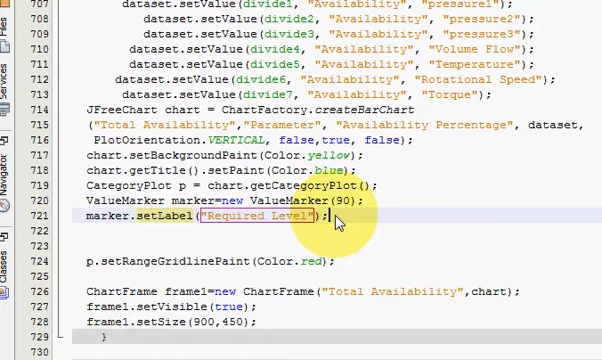 707 dataset.setValue(divide1, "Availability", "pressure1");
708 dataset.setValue(divide2, "Availability", "pressure2");
709 dataset.setValue(divide3, "Availability", "pressure3");
710 dataset.setValue(divide4, "Availability", "Volume Flow");
711 dataset.setValue(divide5, "Availability", "Temperature");
712 dataset.setValue(divide6, "Availability", "Rotational Speed");
713 dataset.setValue(divide7, "Availability", "Torque");
714 JFreeChart chart = ChartFactory.createBarChart
715 ("Total Availability","Parameter", "Availability Percentage", dataset,
716 PlotOrientation.VERTICAL, false,true, false);
717 chart.setBackgroundPaint(Color.yellow);
718 chart.getTitle().setPaint(Color.blue);
719 CategoryPlot p = chart.getCategoryPlot();
720 ValueMarker marker=new ValueMarker(90);
721 marker.setLabel("Required Level");
722
723
724 p.setRangeGridlinePaint(Color.red);
725
726 ChartFrame frame1=new ChartFrame("Total Availability",chart);
727 frame1.setVisible(true);
728 frame1.setSize(900,450);
729 }
730
Files
Services
Navigator
Classes